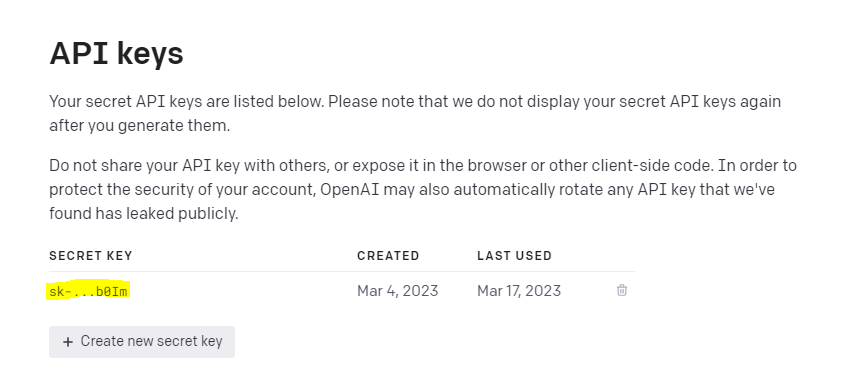 API keys
Your secret API keys are listed below. Please note that we do not display your secret API keys again
after you generate them.
Do not share your API key with others, or expose it in the browser or other client-side code. In order to
protect the security of your account, OpenAI may also automatically rotate any API key that we've
found has leaked publicly.
SECRET KEY CREATED LAST USED
sk-...b0Im Mar 4, 2023 Mar 17, 2023
+ Create new secret key